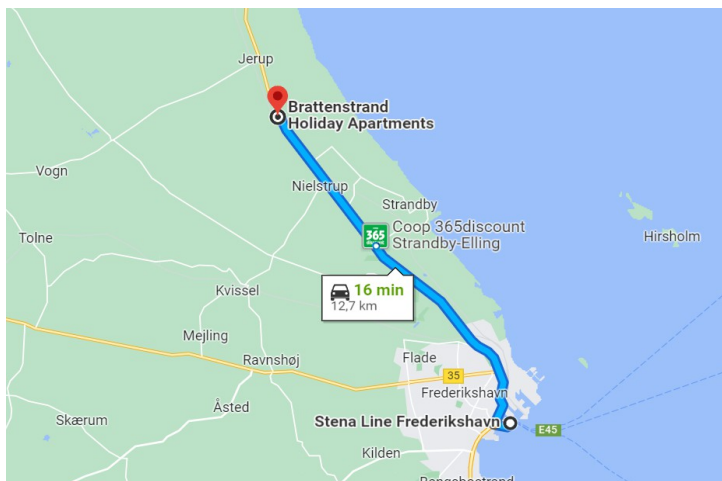 Jerup
Brattenstrand
Holiday Apartments
Vogn
Nielstrup
Strandby
365
Coop 365discount
Strandby-Elling
Hirsholm
Tolne
Kvissel
16 min
12,7 km
Mejling
Ravnshøj
Flade
35
Frederikshavn
Åsted
Skærum
Stena Line Frederikshavn
E45
Kilden